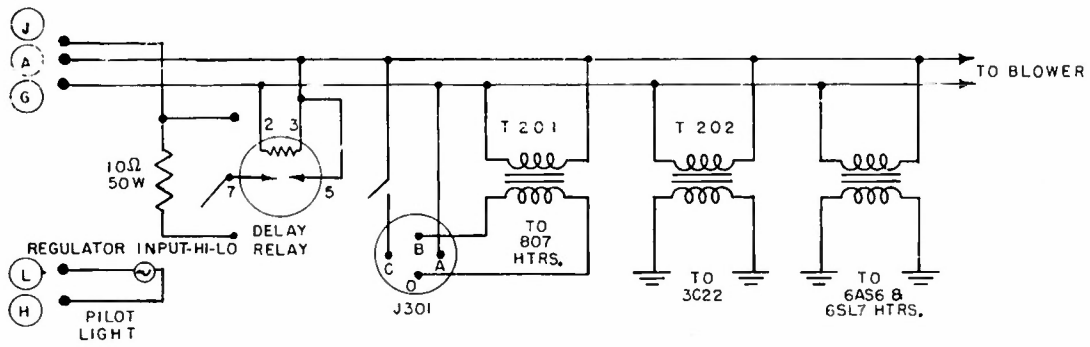 J
A
TO BLOWER
G
T 201
T 202
2 3
10Ω
50W
7
5
DELAY
RELAY
REGULATOR INPUT-HI-LO
B
C
A
O
J301
TO
807
HTRS.
TO
3C22
TO
6AS6 &
6SL7 HTRS.
L
H
PILOT
LIGHT